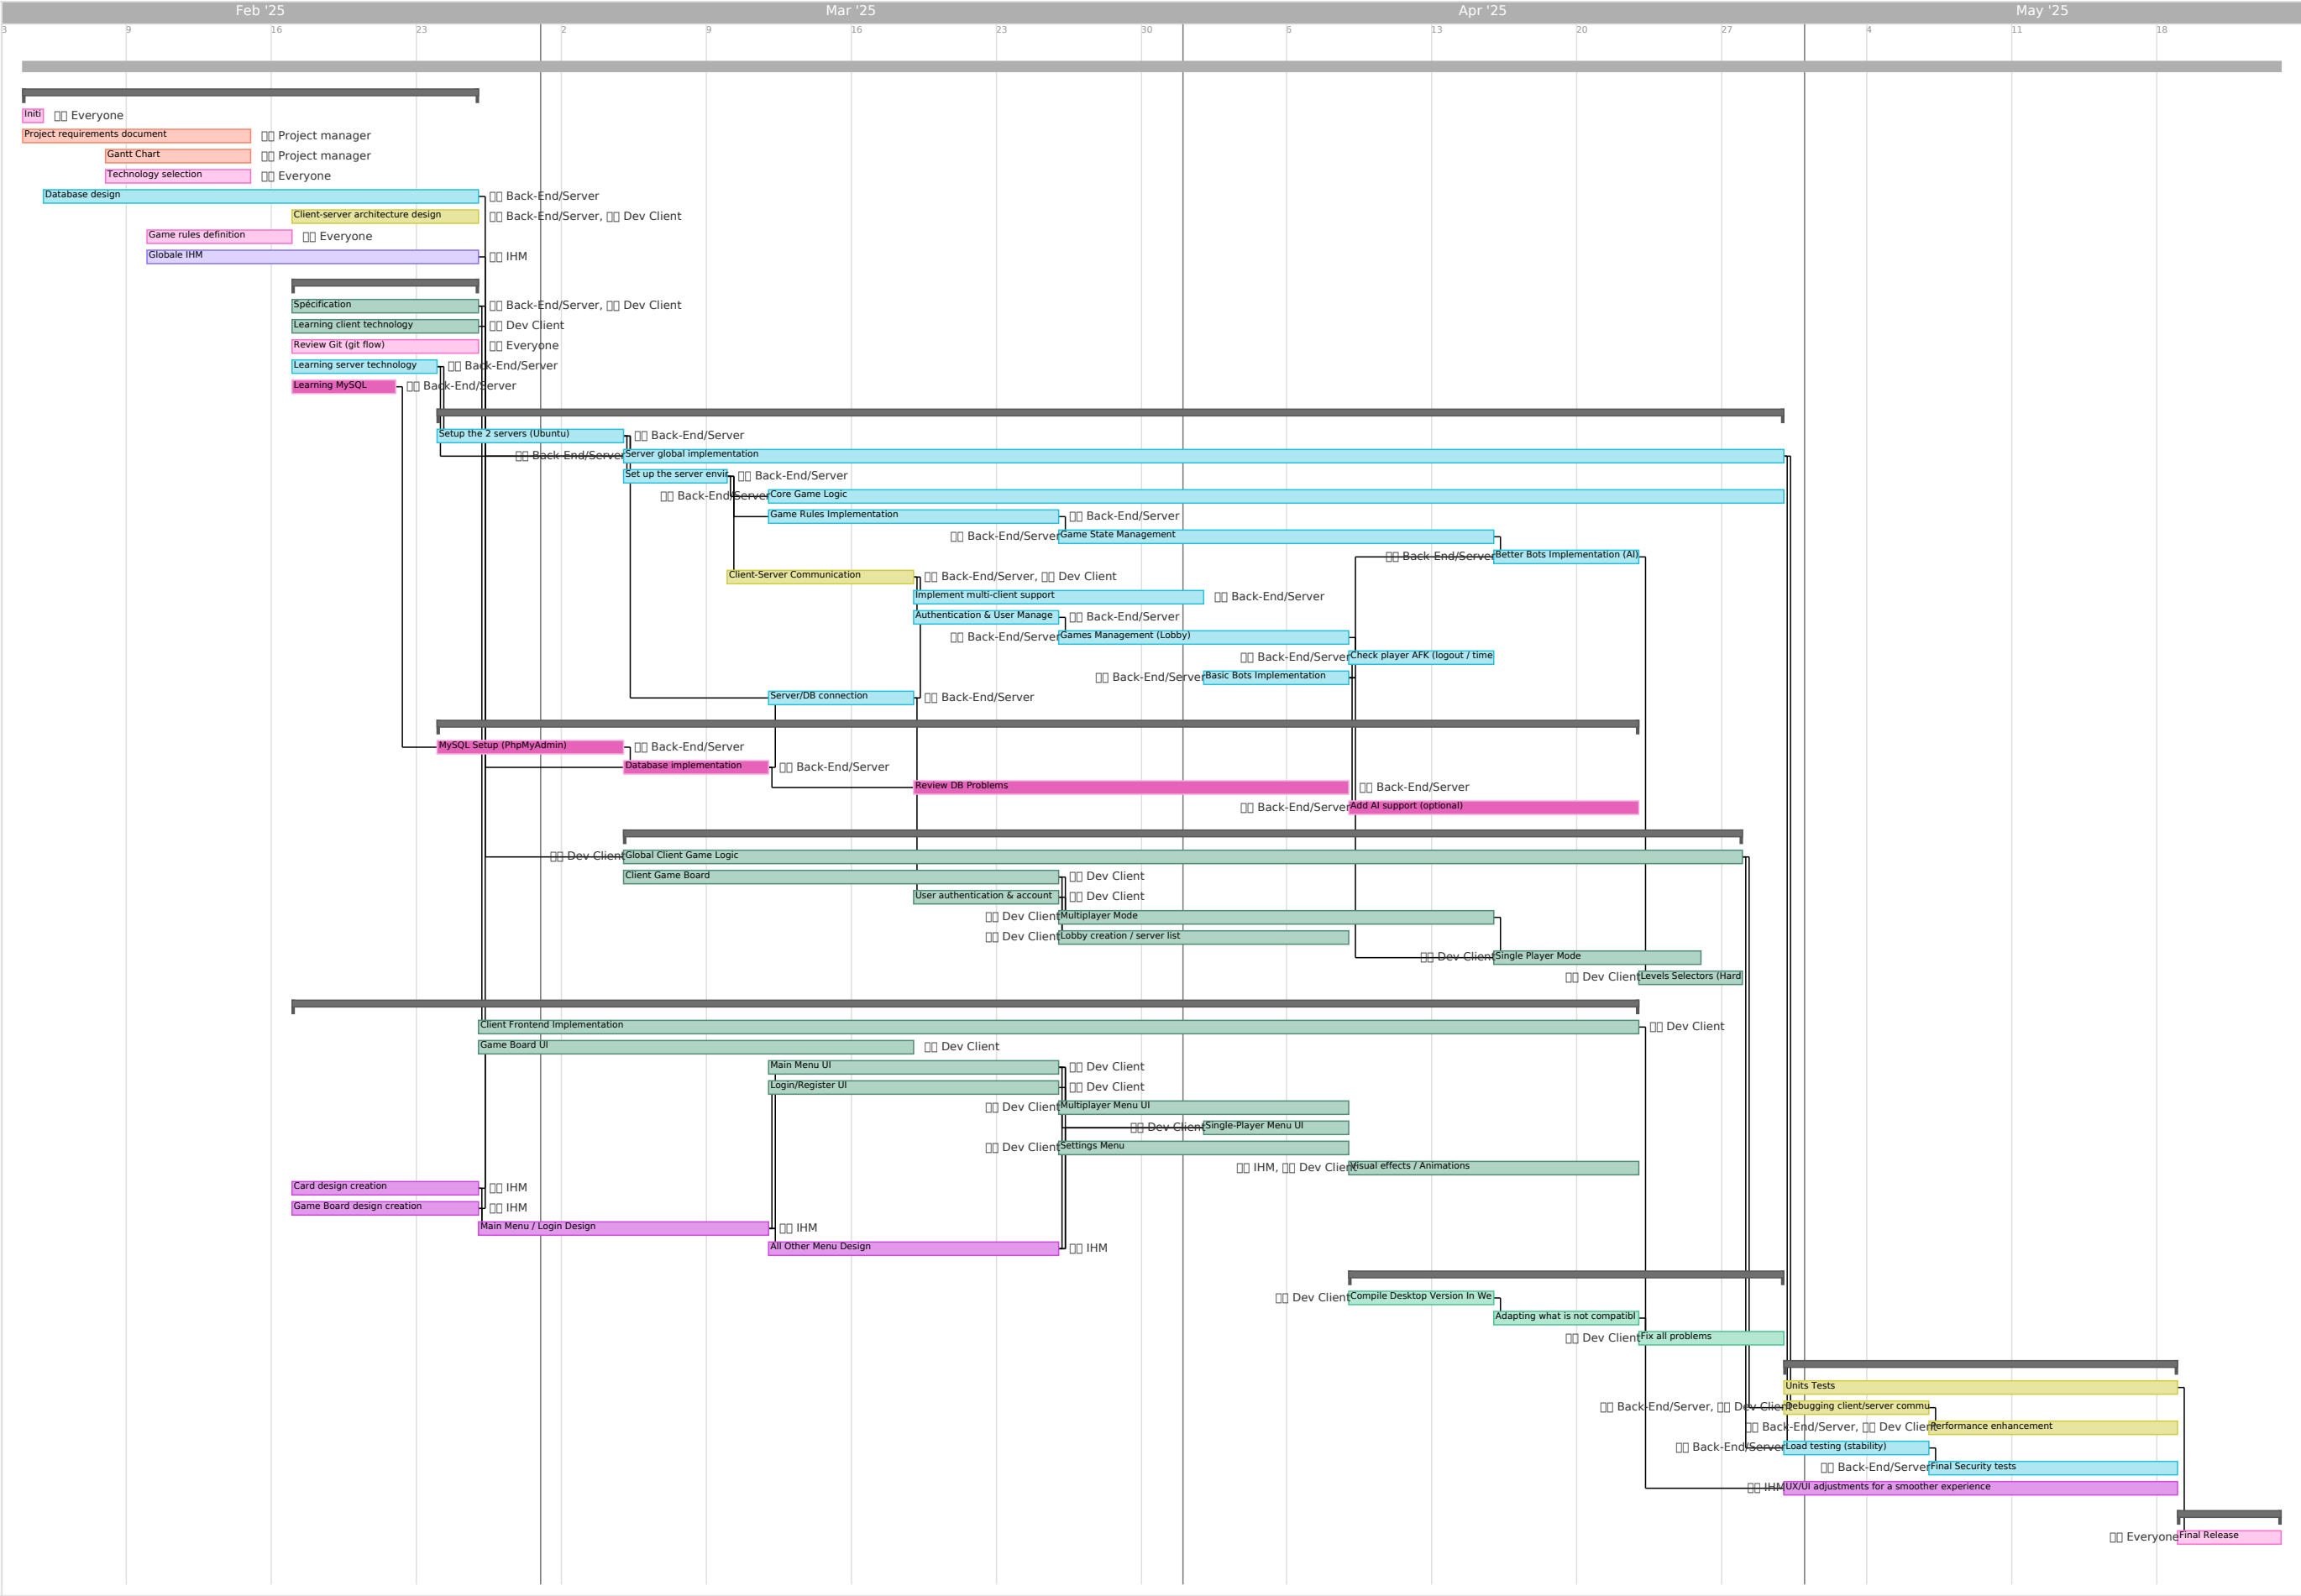 Feb '25 Mar '25 Apr '25 May '25
3 9 16 23 2 9 16 23 30 6 13 20 27 4 11 18
Initi Everyone
Project requirements document Project manager
Gantt Chart Project manager
Technology selection Everyone
Database design Back-End/Server
Client-server architecture design Back-End/Server, Dev Client
Game rules definition Everyone
Globale IHM IHM
Spécification Back-End/Server, Dev Client
Learning client technology Dev Client
Review Git (git flow) Everyone
Learning server technology Back-End/Server
Learning MySQL Back-End/Server
Setup the 2 servers (Ubuntu) Back-End/Server
Back-End/Server Server global implementation
Set up the server envir Back-End/Server
Back-End/Server Core Game Logic
Game Rules Implementation Back-End/Server
Back-End/Server Game State Management
Back-End/Server Better Bots Implementation (AI)
Client-Server Communication Back-End/Server, Dev Client
Implement multi-client support Back-End/Server
Authentication & User Manage Back-End/Server
Back-End/Server Games Management (Lobby)
Back-End/Server Check player AFK (logout / time
Back-End/Server Basic Bots Implementation
Server/DB connection Back-End/Server
MySQL Setup (PhpMyAdmin) Back-End/Server
Database implementation Back-End/Server
Review DB Problems Back-End/Server
Back-End/Server Add AI support (optional)
Dev Client Global Client Game Logic
Client Game Board Dev Client
User authentication & account Dev Client
Dev Client Multiplayer Mode
Dev Client Lobby creation / server list
Dev Client Single Player Mode
Dev Client Levels Selectors (Hard
Client Frontend Implementation Dev Client
Game Board UI Dev Client
Main Menu UI Dev Client
Login/Register UI Dev Client
Dev Client Multiplayer Menu UI
Dev Client Single-Player Menu UI
Dev Client Settings Menu
IHM, Dev Client Visual effects / Animations
Card design creation IHM
Game Board design creation IHM
Main Menu / Login Design IHM
All Other Menu Design IHM
Dev Client Compile Desktop Version In We
Adapting what is not compatibl
Dev Client Fix all problems
Units Tests
Back-End/Server, Dev Client Debugging client/server commu
Back-End/Server, Dev Client Performance enhancement
Back-End/Server Load testing (stability)
Back-End/Server Final Security tests
IHM UX/UI adjustments for a smoother experience
Everyone Final Release